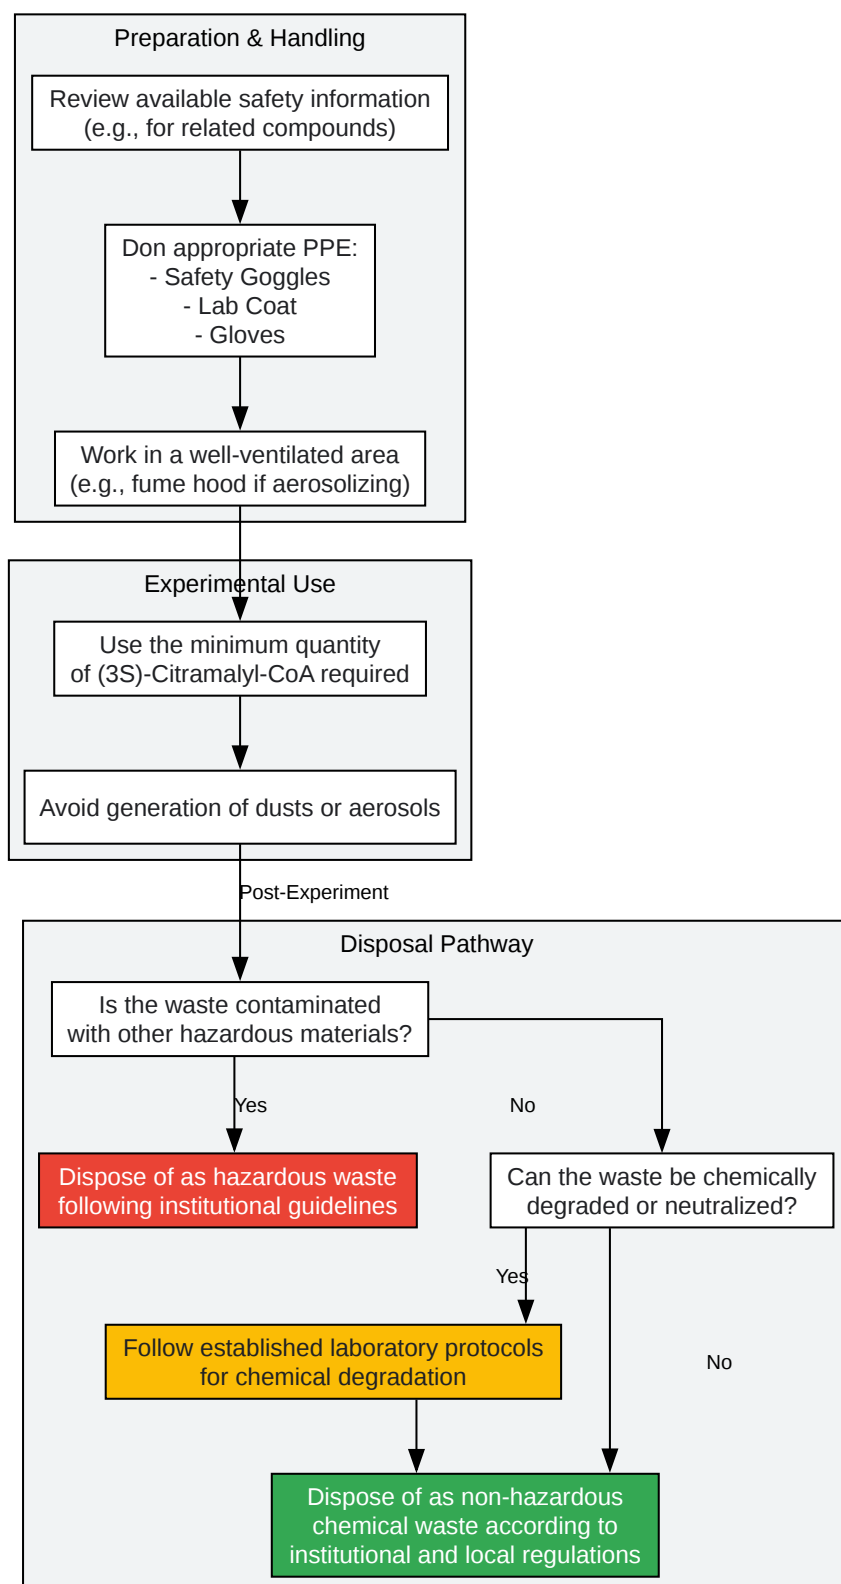 Preparation & Handling
Review available safety information
(e.g., for related compounds)
Don appropriate PPE:
- Safety Goggles
- Lab Coat
- Gloves
Work in a well-ventilated area
(e.g., fume hood if aerosolizing)
Experimental Use
Use the minimum quantity
of (3S)-Citramalyl-CoA required
Avoid generation of dusts or aerosols
Post-Experiment
Disposal Pathway
Is the waste contaminated
with other hazardous materials?
Yes
No
Dispose of as hazardous waste
following institutional guidelines
Can the waste be chemically
degraded or neutralized?
Yes
Follow established laboratory protocols
for chemical degradation
No
Dispose of as non-hazardous
chemical waste according to
institutional and local regulations